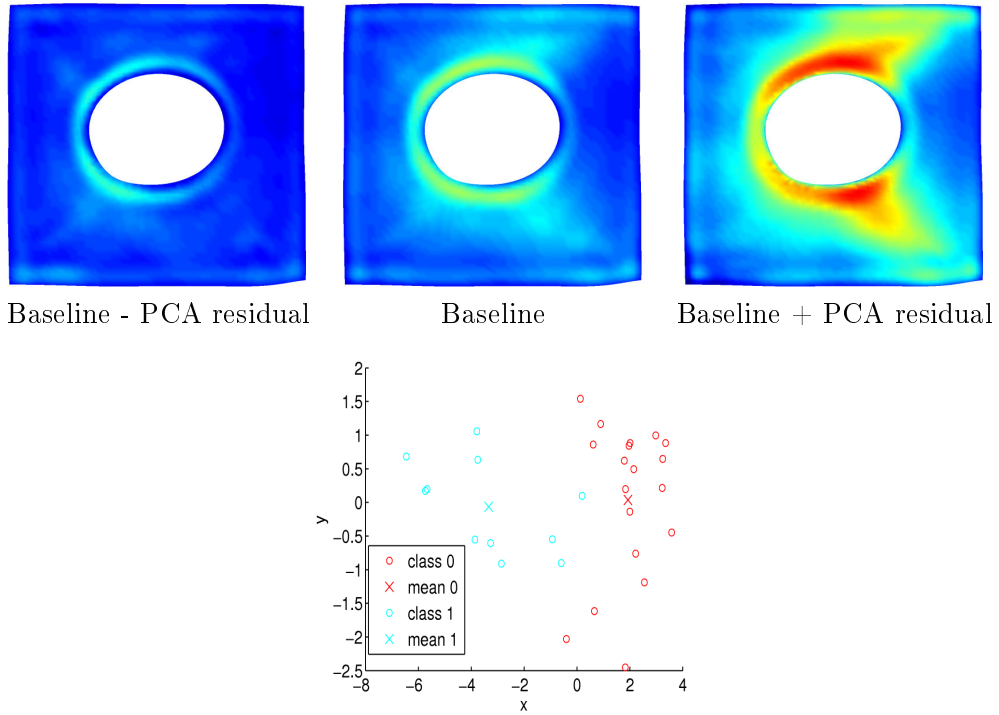 Baseline - PCA residual
Baseline
Baseline + PCA residual
2
1.5
1
0.5
0
−0.5
−1
−1.5
−2
−2.5
y
class 0
mean 0
class 1
mean 1
−8 −6 −4 −2 0 2 4
x